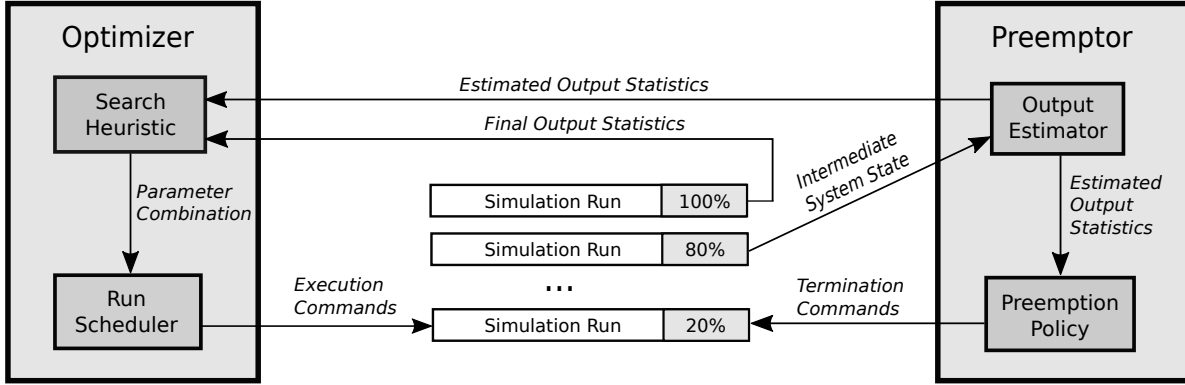 Optimizer
Search
Heuristic
Parameter
Combination
Run
Scheduler
Estimated Output Statistics
Final Output Statistics
Simulation Run 100%
Simulation Run 80%
...
Simulation Run 20%
Execution
Commands
Intermediate
System State
Termination
Commands
Preemptor
Output
Estimator
Estimated
Output
Statistics
Preemption
Policy